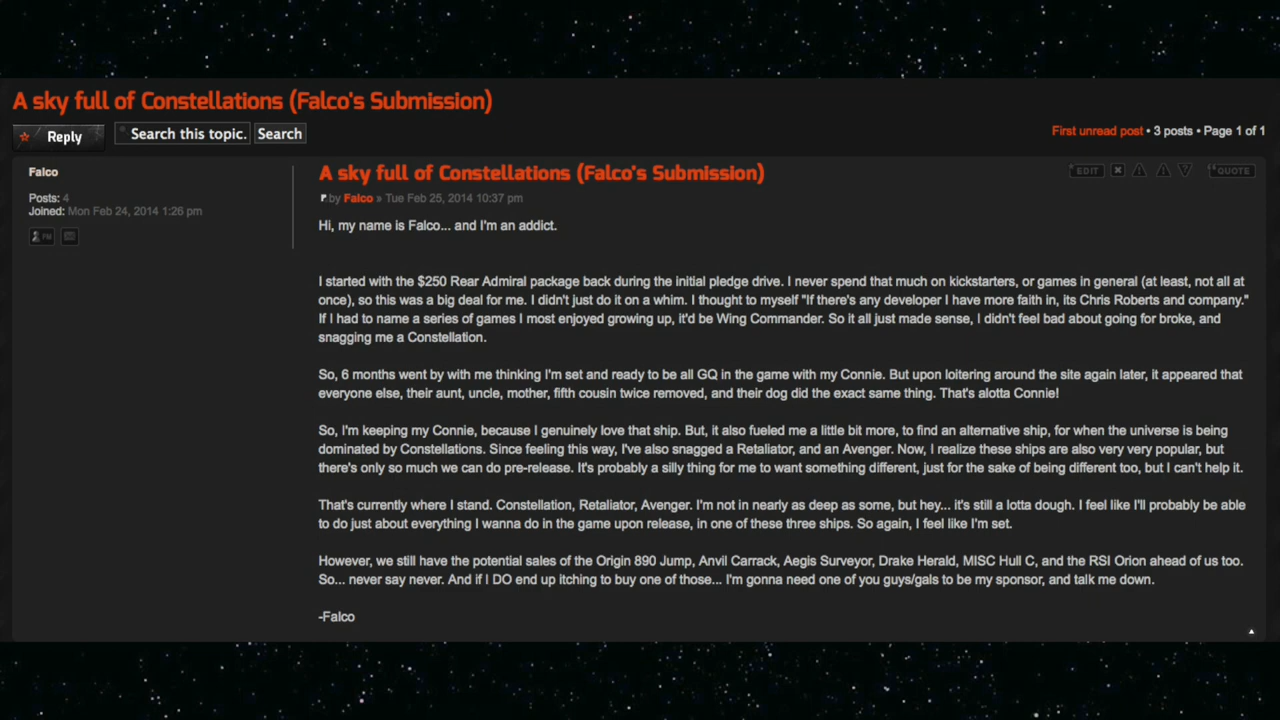 A sky full of Constellations (Falco's Submission)
Reply
Search this topic.
Search
First unread post • 3 posts • Page 1 of 1
Falco
Posts: 4
Joined: Mon Feb 24, 2014 1:26 pm
PM
A sky full of Constellations (Falco's Submission)
EDIT
QUOTE
by Falco » Tue Feb 25, 2014 10:37 pm
Hi, my name is Falco... and I'm an addict.
I started with the $250 Rear Admiral package back during the initial pledge drive. I never spend that much on kickstarters, or games in general (at least, not all at
once), so this was a big deal for me. I didn't just do it on a whim. I thought to myself "If there's any developer I have more faith in, its Chris Roberts and company."
If I had to name a series of games I most enjoyed growing up, it'd be Wing Commander. So it all just made sense, I didn't feel bad about going for broke, and
snagging me a Constellation.
So, 6 months went by with me thinking I'm set and ready to be all GQ in the game with my Connie. But upon loitering around the site again later, it appeared that
everyone else, their aunt, uncle, mother, fifth cousin twice removed, and their dog did the exact same thing. That's alotta Connie!
So, I'm keeping my Connie, because I genuinely love that ship. But, it also fueled me a little bit more, to find an alternative ship, for when the universe is being
dominated by Constellations. Since feeling this way, I've also snagged a Retaliator, and an Avenger. Now, I realize these ships are also very very popular, but
there's only so much we can do pre-release. It's probably a silly thing for me to want something different, just for the sake of being different too, but I can't help it.
That's currently where I stand. Constellation, Retaliator, Avenger. I'm not in nearly as deep as some, but hey... it's still a lotta dough. I feel like I'll probably be able
to do just about everything I wanna do in the game upon release, in one of these three ships. So again, I feel like I'm set.
However, we still have the potential sales of the Origin 890 Jump, Anvil Carrack, Aegis Surveyor, Drake Herald, MISC Hull C, and the RSI Orion ahead of us too.
So... never say never. And if I DO end up itching to buy one of those... I'm gonna need one of you guys/gals to be my sponsor, and talk me down.
-Falco